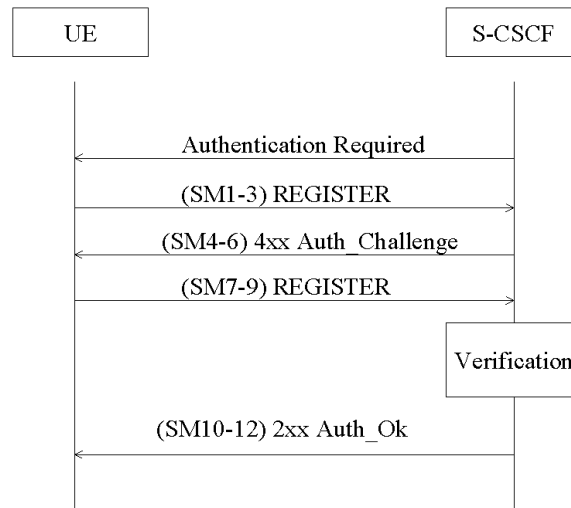 UE
S-CSCF
Authentication Required
(SM1-3) REGISTER
(SM4-6) 4xx Auth_Challenge
(SM7-9) REGISTER
Verification
(SM10-12) 2xx Auth_Ok